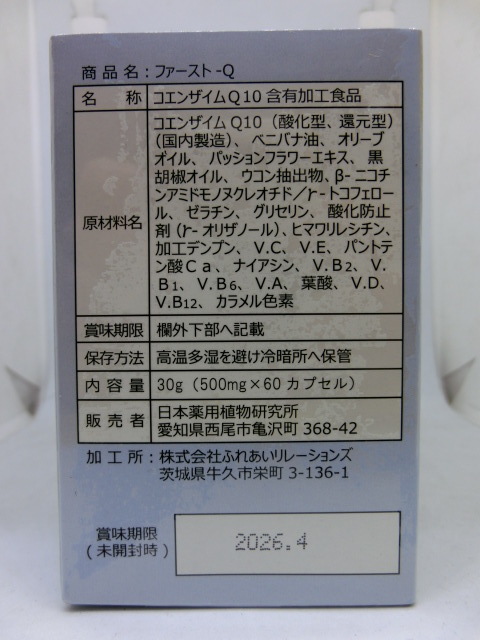 商品名：ファースト-Q
名　称 コエンザイムQ10含有加工食品
原材料名
コエンザイムQ10（酸化型、還元型）
（国内製造）、ベニバナ油、オリーブ
オイル、パッションフラワーエキス、黒
胡椒オイル、ウコン抽出物、β-ニコチ
ンアミドモノヌクレオチド／r-トコフェロー
ル、ゼラチン、グリセリン、酸化防止
剤（r-オリザノール）、ヒマワリレシチン、
加工デンプン、V.C、V.E、パントテ
ン酸Ca、ナイアシン、V.B2、V.
B1、V.B6、V.A、葉酸、V.D、
V.B12、カラメル色素
賞味期限 欄外下部へ記載
保存方法 高温多湿を避け冷暗所へ保管
内容量 30g（500mg×60カプセル）
販売者 日本薬用植物研究所
愛知県西尾市亀沢町368-42
加工所：株式会社ふれあいリレーションズ
茨城県牛久市栄町3-136-1
賞味期限
（未開封時）
2026.4